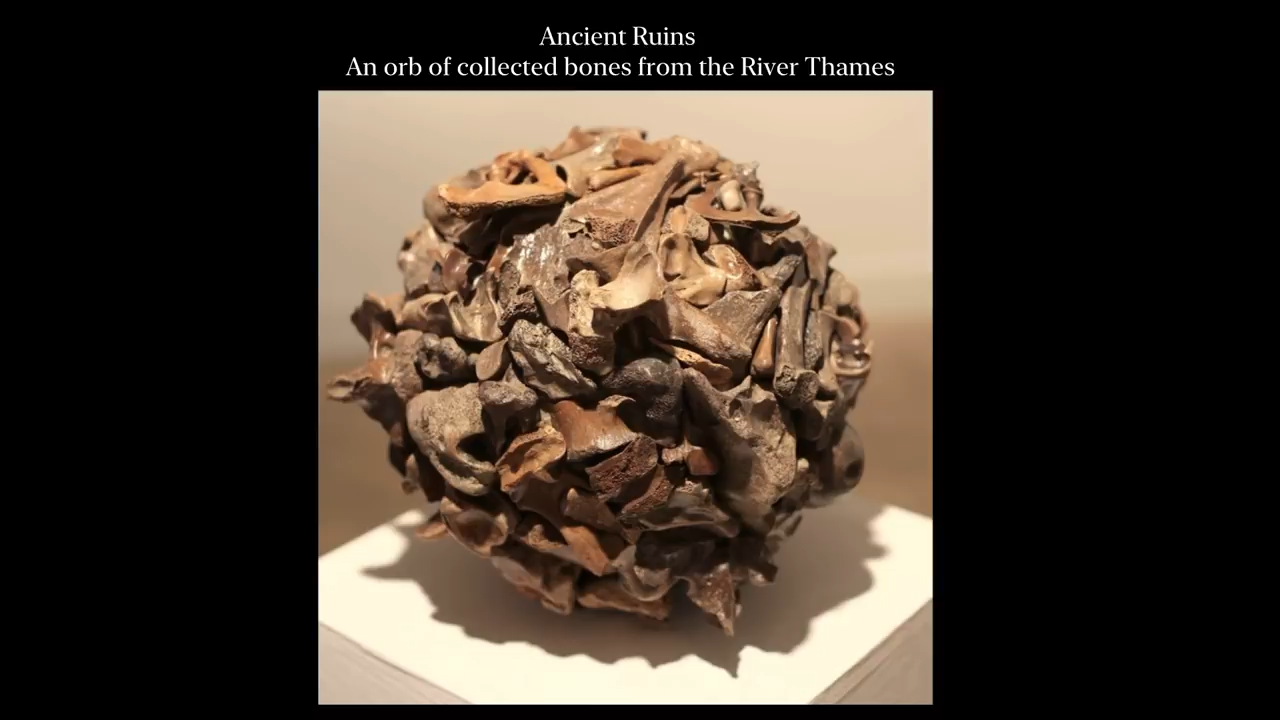 Ancient Ruins
An orb of collected bones from the River Thames